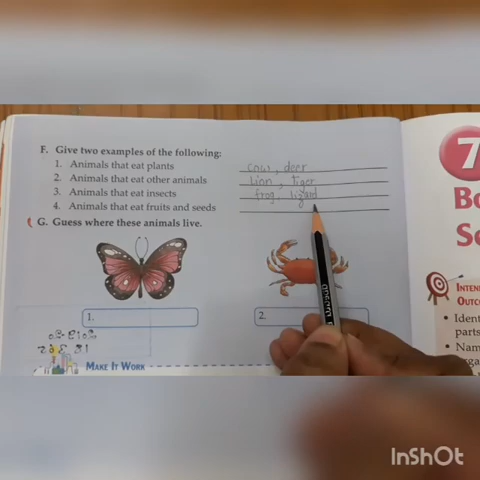 F. Give two examples of the following:
1. Animals that eat plants cow, deer
2. Animals that eat other animals Lion, tiger
3. Animals that eat insects frog, lizard
4. Animals that eat fruits and seeds
G. Guess where these animals live.
1.
2.
MAKE IT WORK
7
Bo
Se
INTEN
OUTCO
• Ident
parts
• Nam
orga
InShOt